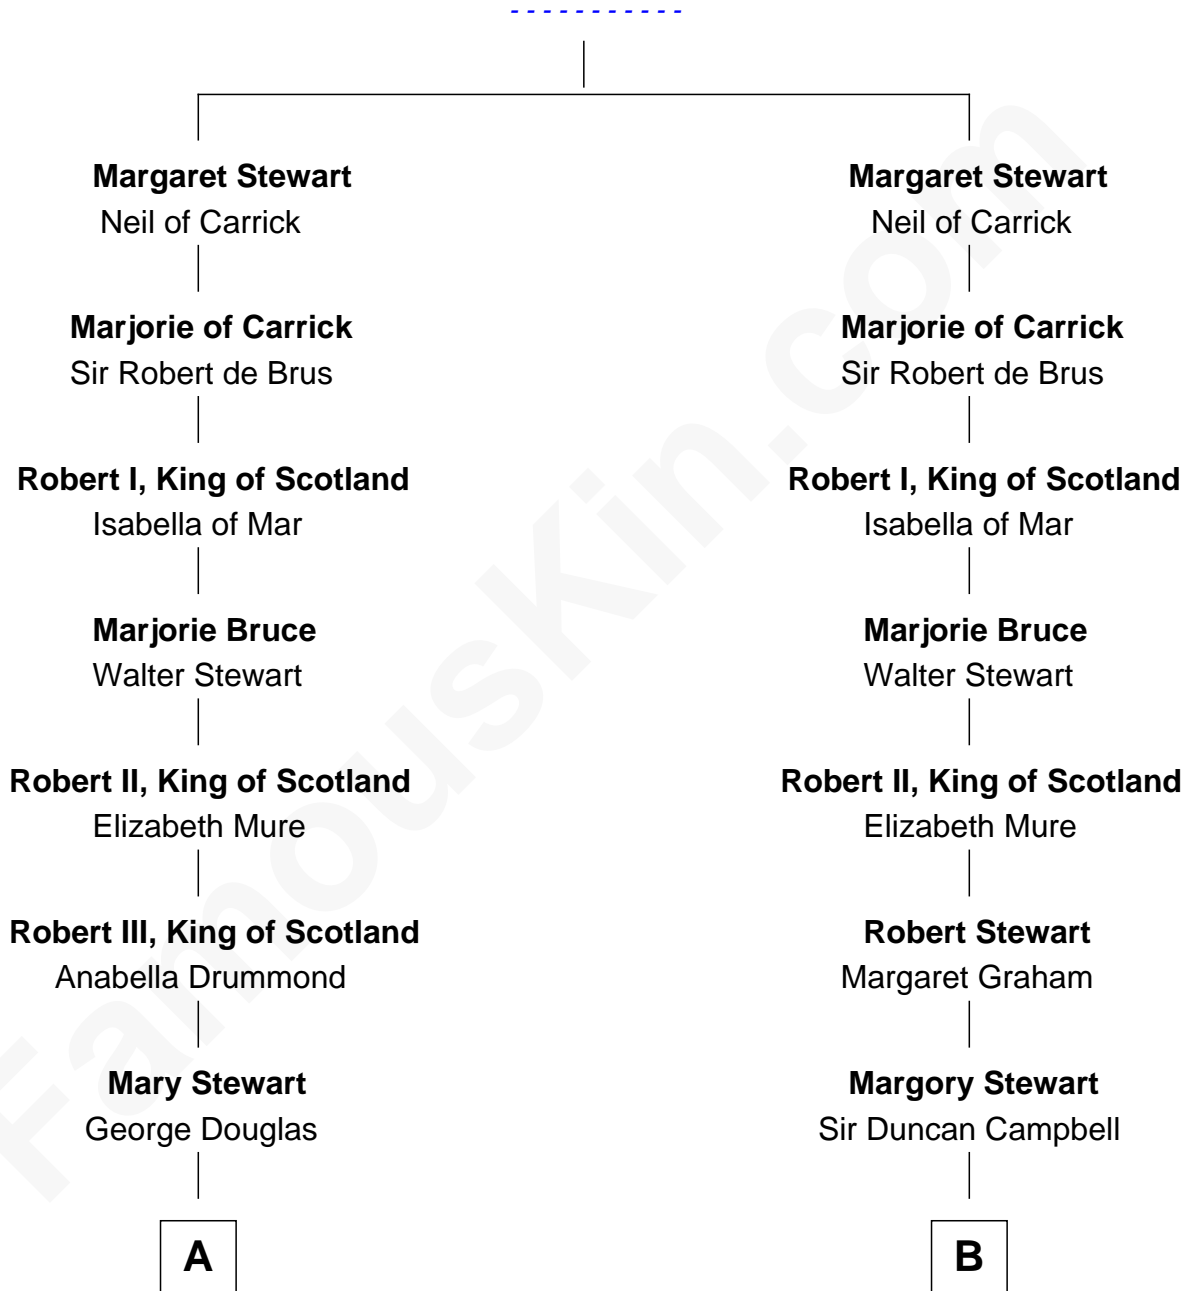 - - - - - - - - - - -
Margaret Stewart
Neil of Carrick
Marjorie of Carrick
Sir Robert de Brus
Robert I, King of Scotland
Isabella of Mar
Marjorie Bruce
Walter Stewart
Robert II, King of Scotland
Elizabeth Mure
Robert III, King of Scotland
Anabella Drummond
Mary Stewart
George Douglas
A
Margaret Stewart
Neil of Carrick
Marjorie of Carrick
Sir Robert de Brus
Robert I, King of Scotland
Isabella of Mar
Marjorie Bruce
Walter Stewart
Robert II, King of Scotland
Elizabeth Mure
Robert Stewart
Margaret Graham
Margory Stewart
Sir Duncan Campbell
B
FamousKin.com